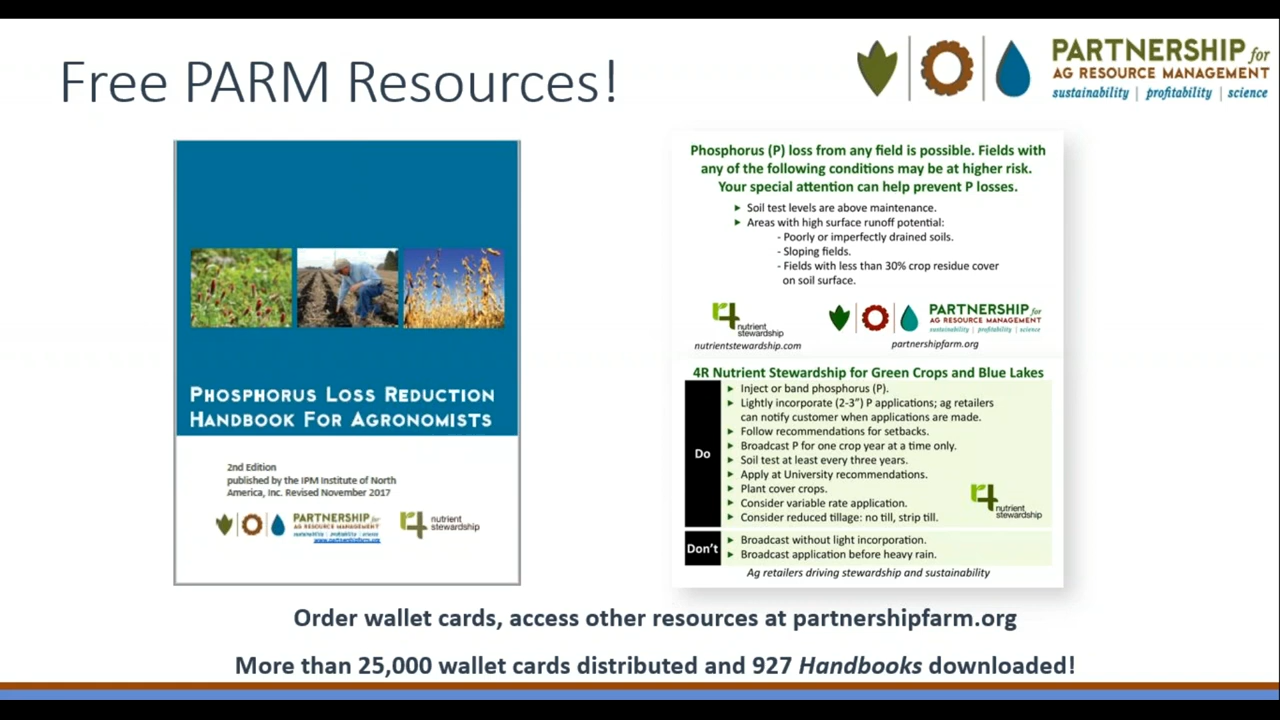 Free PARM Resources!
PARTNERSHIP for
AG RESOURCE MANAGEMENT
sustainability | profitability | science
PHOSPHORUS LOSS REDUCTION
HANDBOOK FOR AGRONOMISTS
2nd Edition
published by the IPM Institute of North
America, Inc. Revised November 2017
PARTNERSHIP for
AG RESOURCE MANAGEMENT
sustainability | profitability | science
www.partnershipfarm.org
r4 nutrient
stewardship
Phosphorus (P) loss from any field is possible. Fields with
any of the following conditions may be at higher risk.
Your special attention can help prevent P losses.
► Soil test levels are above maintenance.
► Areas with high surface runoff potential:
- Poorly or imperfectly drained soils.
- Sloping fields.
- Fields with less than 30% crop residue cover
on soil surface.
r4 nutrient
stewardship
nutrientstewardship.com
PARTNERSHIP for
AG RESOURCE MANAGEMENT
sustainability | profitability | science
partnershipfarm.org
4R Nutrient Stewardship for Green Crops and Blue Lakes
Do
► Inject or band phosphorus (P).
► Lightly incorporate (2-3”) P applications; ag retailers
can notify customer when applications are made.
► Follow recommendations for setbacks.
► Broadcast P for one crop year at a time only.
► Soil test at least every three years.
► Apply at University recommendations.
► Plant cover crops.
► Consider variable rate application.
► Consider reduced tillage: no till, strip till.
r4 nutrient
stewardship
Don’t
► Broadcast without light incorporation.
► Broadcast application before heavy rain.
Ag retailers driving stewardship and sustainability
Order wallet cards, access other resources at partnershipfarm.org
More than 25,000 wallet cards distributed and 927 Handbooks downloaded!